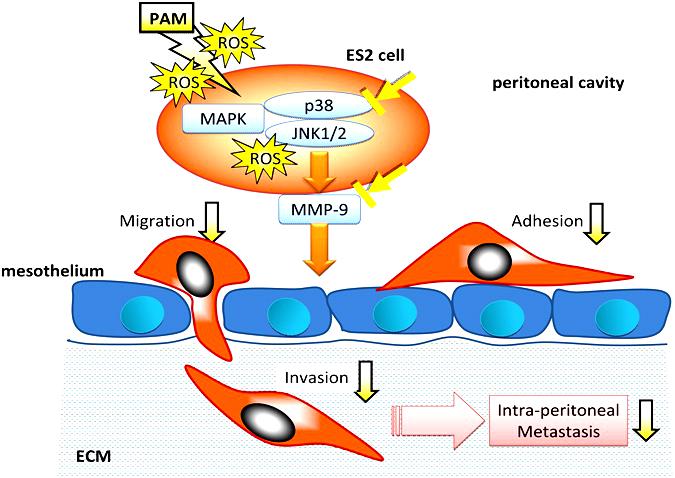 PAM
ROS
ROS
ES2 cell
peritoneal cavity
p38
MAPK
JNK1/2
ROS
MMP-9
Migration
Adhesion
mesothelium
Invasion
Intra-peritoneal
Metastasis
ECM